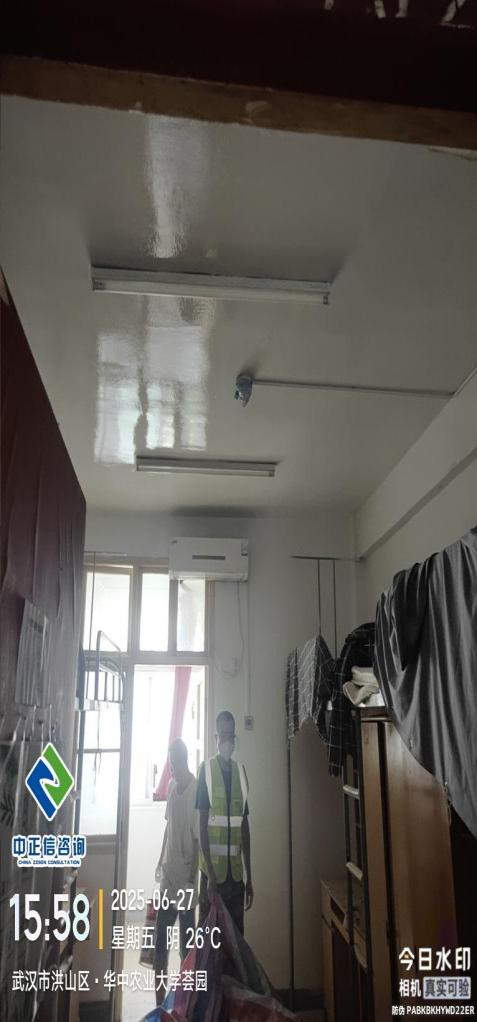 中正信咨询
CHINA ZZXIN CONSULTATION
15:58
2025-06-27
星期五 阴 26°C
武汉市洪山区·华中农业大学荟园
今日水印
相机 真实可验
防伪 PABKBKHYWD22ER